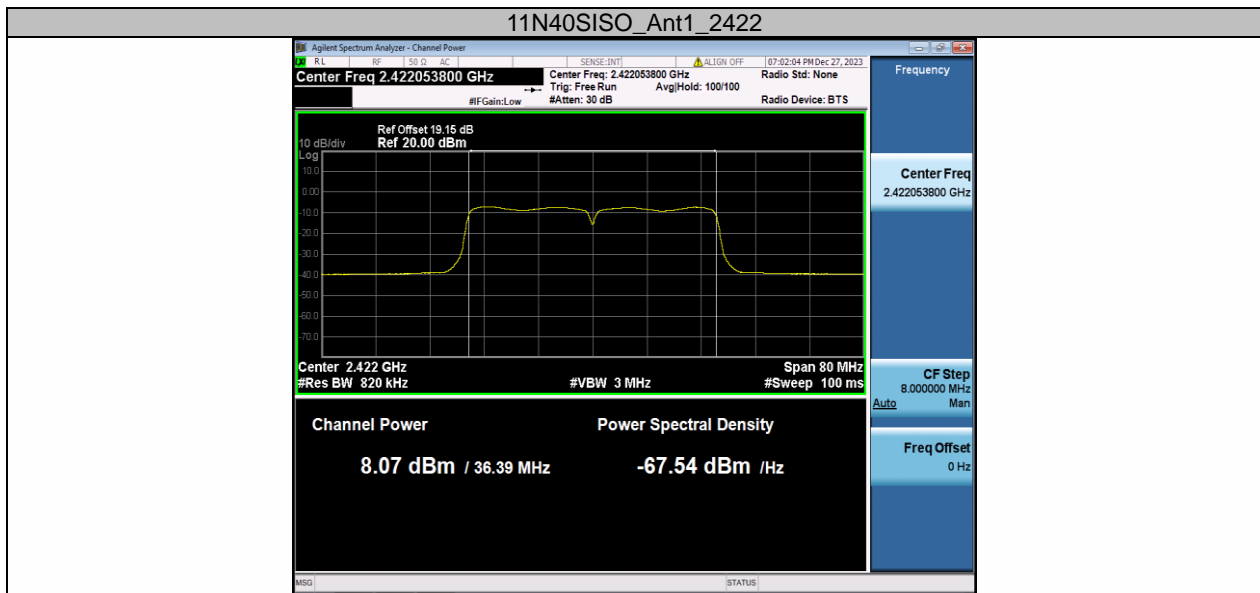 11N40SISO_Ant1_2422
Agilent Spectrum Analyzer - Channel Power
RL RF 50 Ω AC SENSE:INT ALIGN OFF 07:02:04 PM Dec 27, 2023
Center Freq 2.422053800 GHz
Center Freq: 2.422053800 GHz
Radio Std: None
Trig: Free Run Avg|Hold: 100/100
#IFGain:Low #Atten: 30 dB Radio Device: BTS
Ref Offset 19.15 dB
10 dB/div Ref 20.00 dBm
Log
10.0
0.00
-10.0
-20.0
-30.0
-40.0
-50.0
-60.0
-70.0
Center 2.422 GHz Span 80 MHz
#Res BW 820 kHz #VBW 3 MHz #Sweep 100 ms
Channel Power Power Spectral Density
8.07 dBm / 36.39 MHz -67.54 dBm /Hz
Frequency
Center Freq
2.422053800 GHz
CF Step
8.000000 MHz
Auto Man
Freq Offset
0 Hz
MSG STATUS